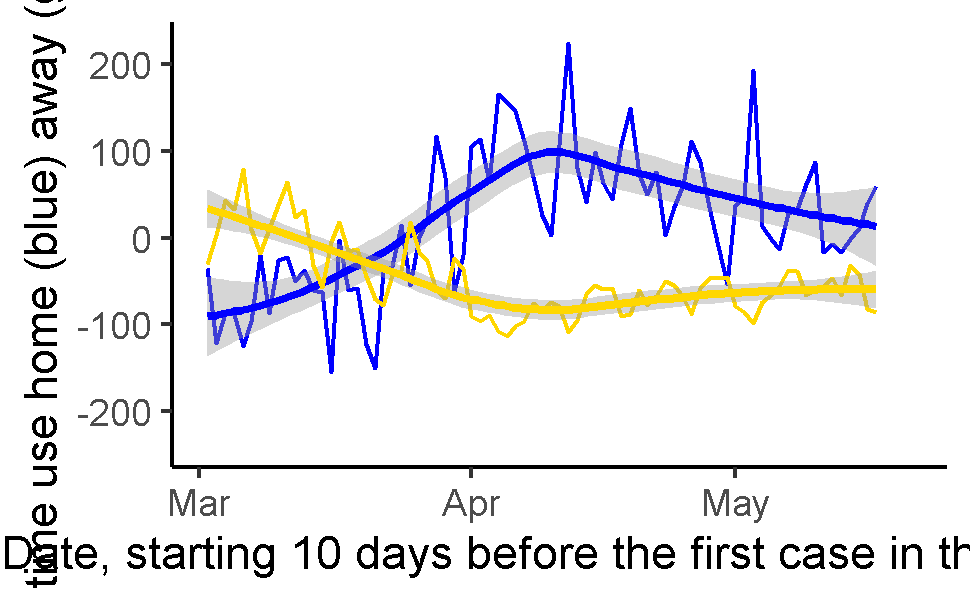 time use home (blue) away (
200
100
0
-100
-200
Mar Apr May
Date, starting 10 days before the first case in th